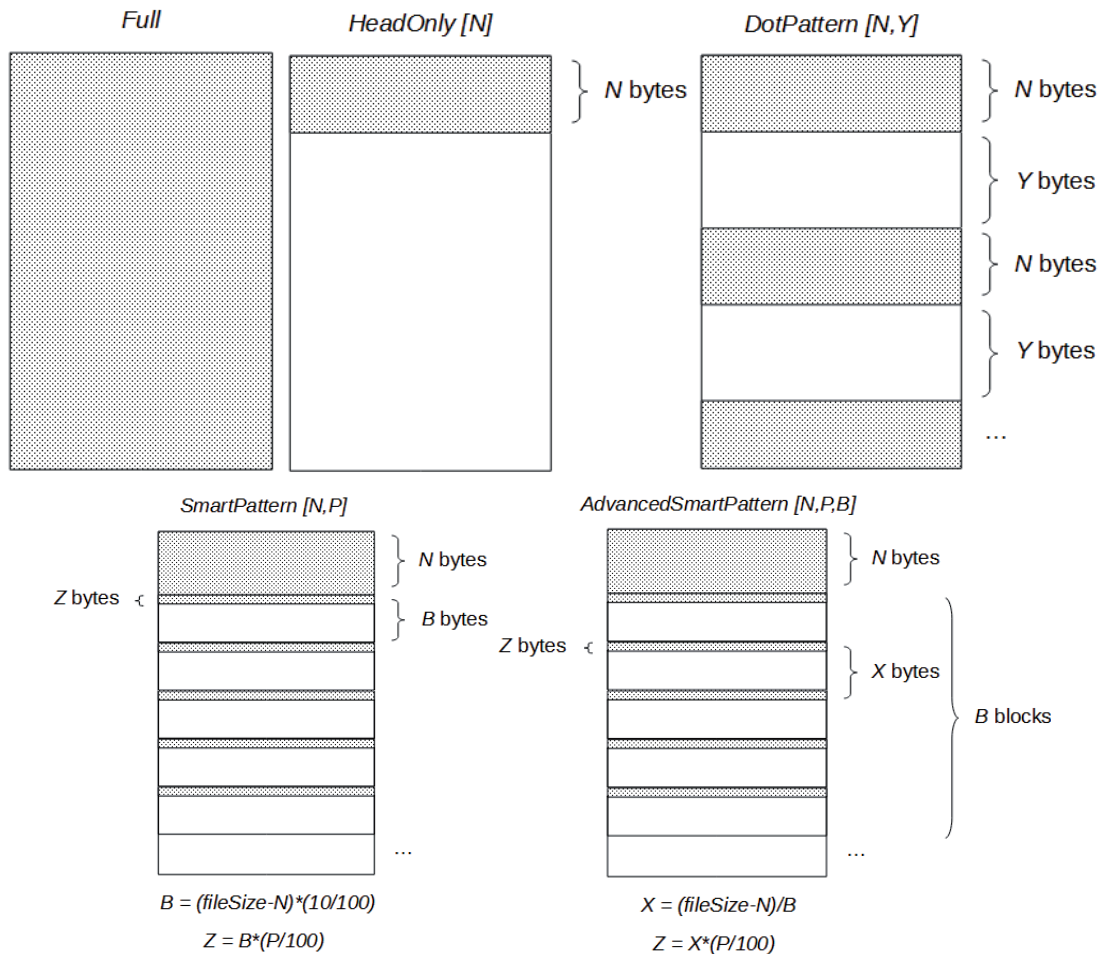 Full
HeadOnly [N]
DotPattern [N,Y]
N bytes
N bytes
Y bytes
N bytes
Y bytes
...
SmartPattern [N,P]
AdvancedSmartPattern [N,P,B]
N bytes
Z bytes
B bytes
...
B = (fileSize-N)*(10/100)
Z = B*(P/100)
N bytes
Z bytes
X bytes
B blocks
...
X = (fileSize-N)/B
Z = X*(P/100)